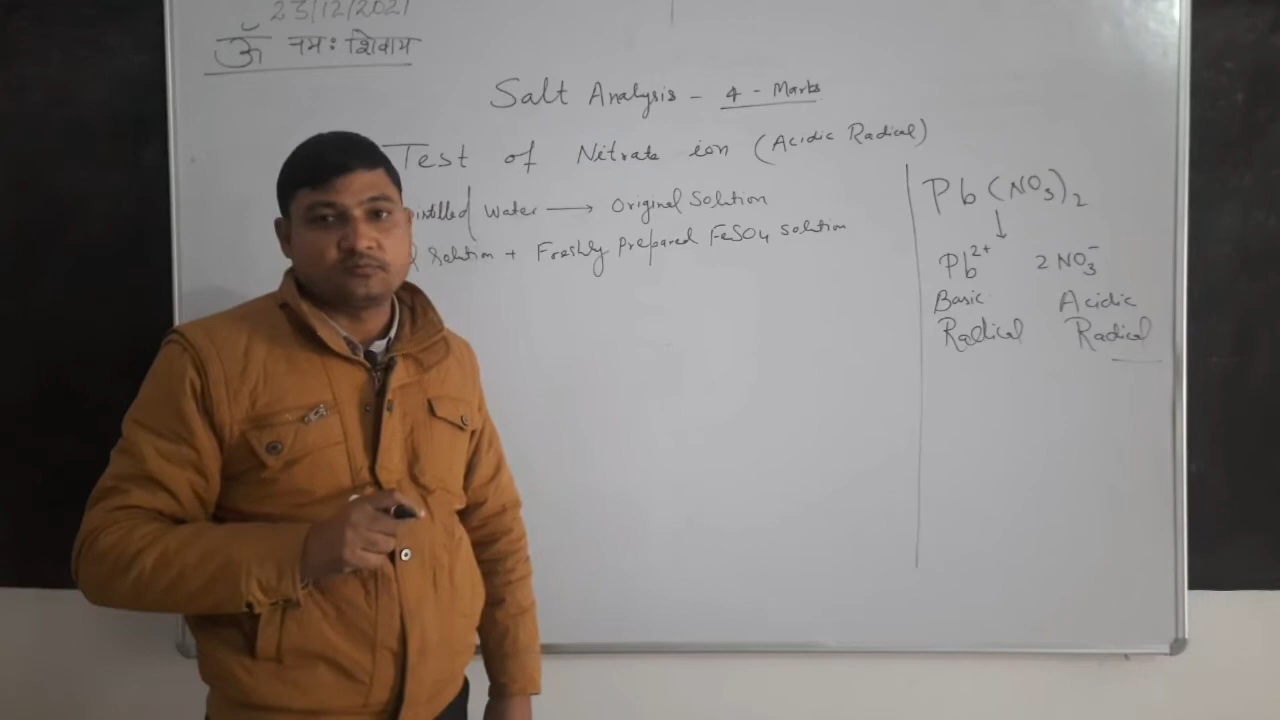 23/12/2021
ॐ नमः शिवाय
Salt Analysis - 4 - Marks
Test of Nitrate ion (Acidic Radical)
Water → Original Solution
Solution + Freshly Prepared FeSO4 Solution
Pb(NO3)2
↓
Pb2+ 2NO3-
Basic Acidic
Radical Radical